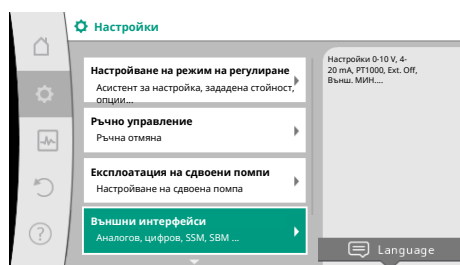 Настройки
Настройване на режим на регулиране
Асистент за настройка, зададена стойност,
опции...
Ръчно управление
Ръчна отмяна
Експлоатация на сдвоени помпи
Настройване на сдвоена помпа
Външни интерфейси
Аналогов, цифров, SSM, SBM ...
Настройки 0-10 V, 4-
20 mA, PT1000, Ext. Off,
Външ. МИН....
Language